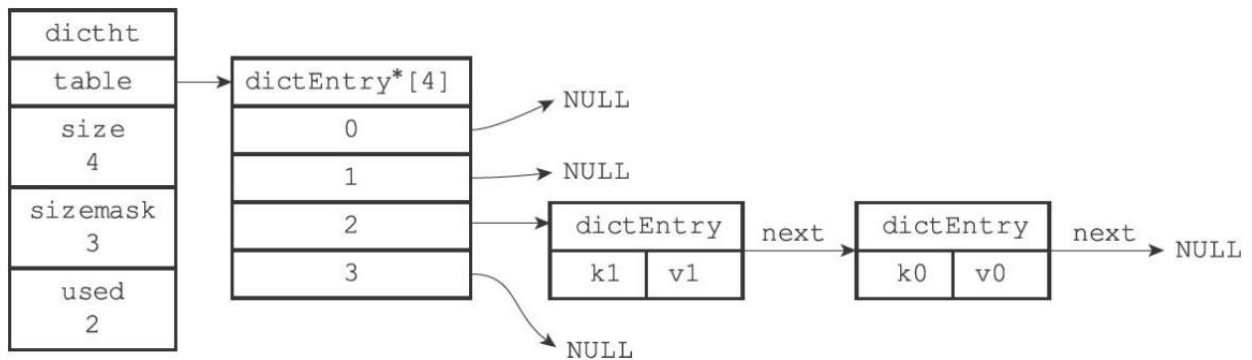 dictht
table
size
4
sizemask
3
used
2
dictEntry*[4]
0
1
2
3
NULL
NULL
dictEntry
k1 v1
next
dictEntry
k0 v0
next
NULL
NULL